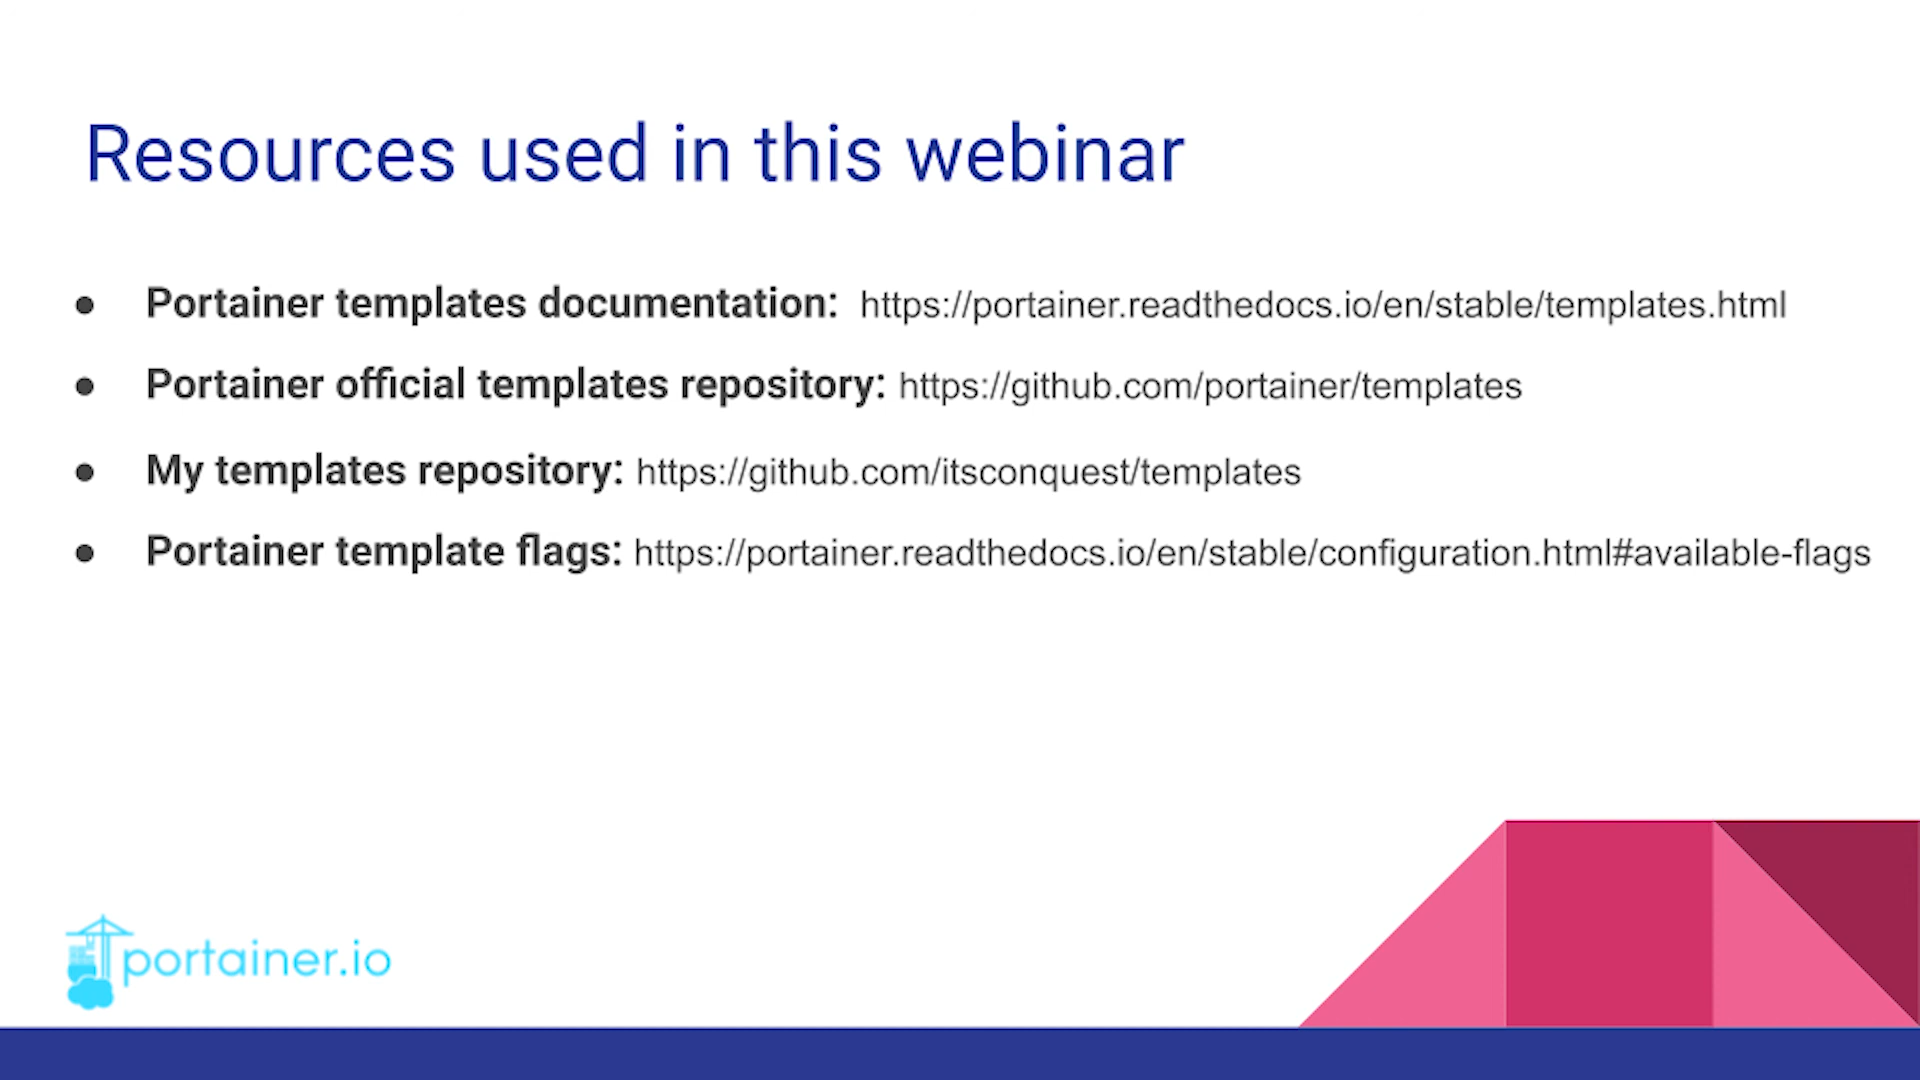 Resources used in this webinar
● Portainer templates documentation: https://portainer.readthedocs.io/en/stable/templates.html
● Portainer official templates repository: https://github.com/portainer/templates
● My templates repository: https://github.com/itsconquest/templates
● Portainer template flags: https://portainer.readthedocs.io/en/stable/configuration.html#available-flags
portainer.io